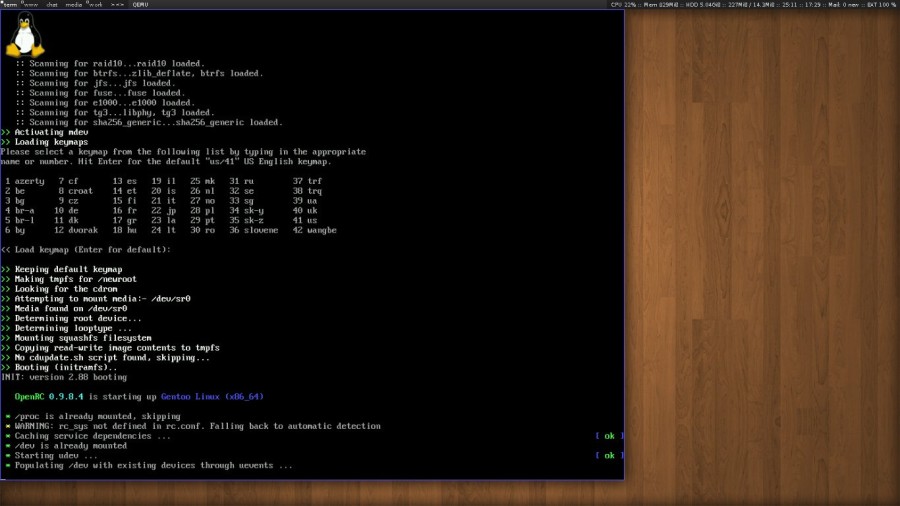 term www chat media work ><> QEMU CPU 22% :: Mem 829MiB :: HDD 5.04GiB :: 227MiB / 14.1MiB :: 25:11 :: 17:29 :: Mail: 0 new :: BAT 100 %
:: Scanning for raid10...raid10 loaded.
:: Scanning for btrfs...zlib_deflate, btrfs loaded.
:: Scanning for jfs...jfs loaded.
:: Scanning for fuse...fuse loaded.
:: Scanning for e1000...e1000 loaded.
:: Scanning for tg3...libphy, tg3 loaded.
:: Scanning for sha256_generic...sha256_generic loaded.
>> Activating mdev
>> Loading keymaps
Please select a keymap from the following list by typing in the appropriate
name or number. Hit Enter for the default "us/41" US English keymap.
1 azerty 7 cf 13 es 19 il 25 mk 31 ru 37 trf
2 be 8 croat 14 et 20 is 26 nl 32 se 38 trq
3 bg 9 cz 15 fi 21 it 27 no 33 sg 39 ua
4 br-a 10 de 16 fr 22 jp 28 pl 34 sk-y 40 uk
5 br-l 11 dk 17 gr 23 la 29 pt 35 sk-z 41 us
6 by 12 dvorak 18 hu 24 lt 30 ro 36 slovene 42 wangbe
<< Load keymap (Enter for default):
>> Keeping default keymap
>> Making tmpfs for /newroot
>> Looking for the cdrom
>> Attempting to mount media:- /dev/sr0
>> Media found on /dev/sr0
>> Determining root device...
>> Determining looptype ...
>> Mounting squashfs filesystem
>> Copying read-write image contents to tmpfs
>> No cdupdate.sh script found, skipping...
>> Booting (initramfs)..
INIT: version 2.88 booting
OpenRC 0.9.8.4 is starting up Gentoo Linux (x86_64)
* /proc is already mounted, skipping
* WARNING: rc_sys not defined in rc.conf. Falling back to automatic detection
* Caching service dependencies ... [ ok ]
* /dev is already mounted
* Starting udev ... [ ok ]
* Populating /dev with existing devices through uevents ...